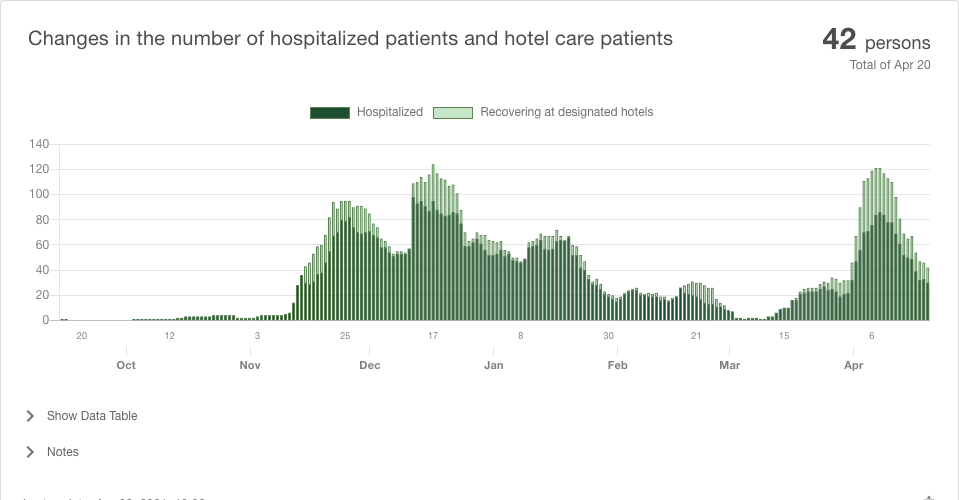 Changes in the number of hospitalized patients and hotel care patients
42 persons
Total of Apr 20
Hospitalized
Recovering at designated hotels
140
120
100
80
60
40
20
0
20 12 3 25 17 8 30 21 15 6
Oct Nov Dec Jan Feb Mar Apr
Show Data Table
Notes